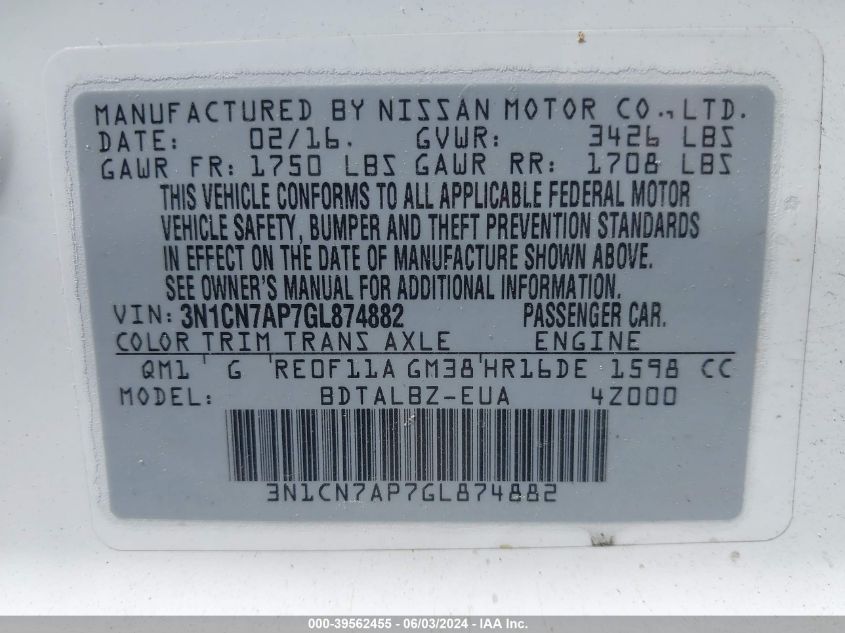 MANUFACTURED BY NISSAN MOTOR CO., LTD.
DATE: 02/16. GVWR: 3426 LBS
GAWR FR: 1750 LBS GAWR RR: 1708 LBS
THIS VEHICLE CONFORMS TO ALL APPLICABLE FEDERAL MOTOR
VEHICLE SAFETY, BUMPER AND THEFT PREVENTION STANDARDS
IN EFFECT ON THE DATE OF MANUFACTURE SHOWN ABOVE.
SEE OWNER'S MANUAL FOR ADDITIONAL INFORMATION.
VIN: 3N1CN7AP7GL874882 PASSENGER CAR.
COLOR TRIM TRANS AXLE ENGINE
QM1 G RE0F11A GM38 HR16DE 1598 CC
MODEL: BDTALBZ-EUA 4Z000
3N1CN7AP7GL874882
000-39562455 - 06/03/2024 - IAA Inc.